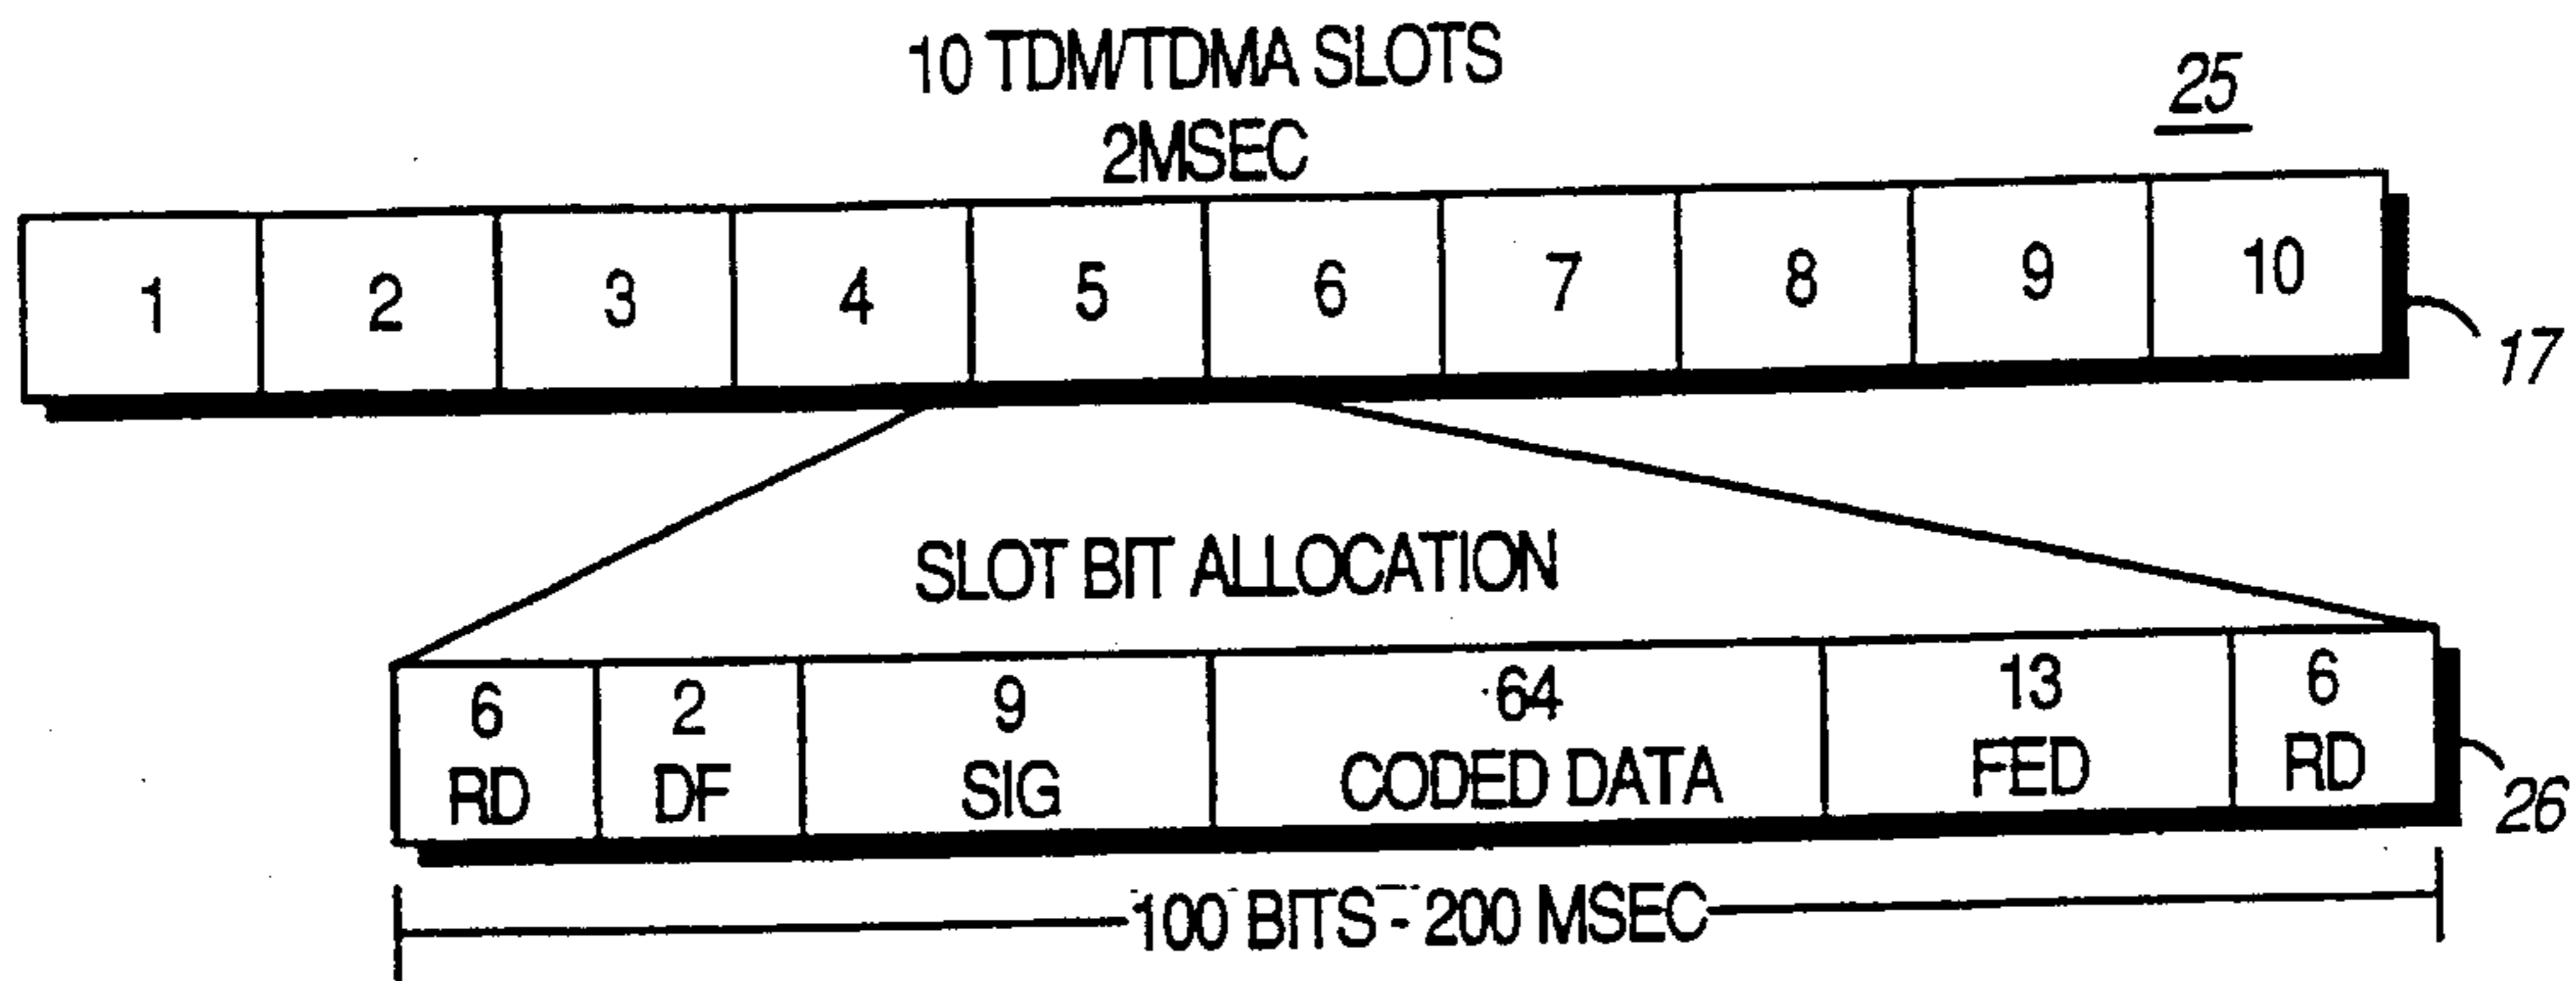 10 TDM/TDMA SLOTS
2MSEC
25
1 2 3 4 5 6 7 8 9 10
17
SLOT BIT ALLOCATION
6 2 9 64 13 6
RD DF SIG CODED DATA FED RD
26
100 BITS - 200 MSEC